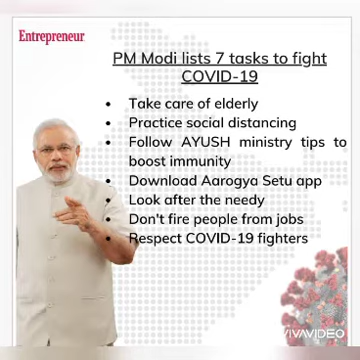 Entrepreneur
PM Modi lists 7 tasks to fight
COVID-19
• Take care of elderly
• Practice social distancing
• Follow AYUSH ministry tips to
boost immunity
• Download Aarogya Setu app
• Look after the needy
• Don't fire people from jobs
• Respect COVID-19 fighters
VIVAVIDEO